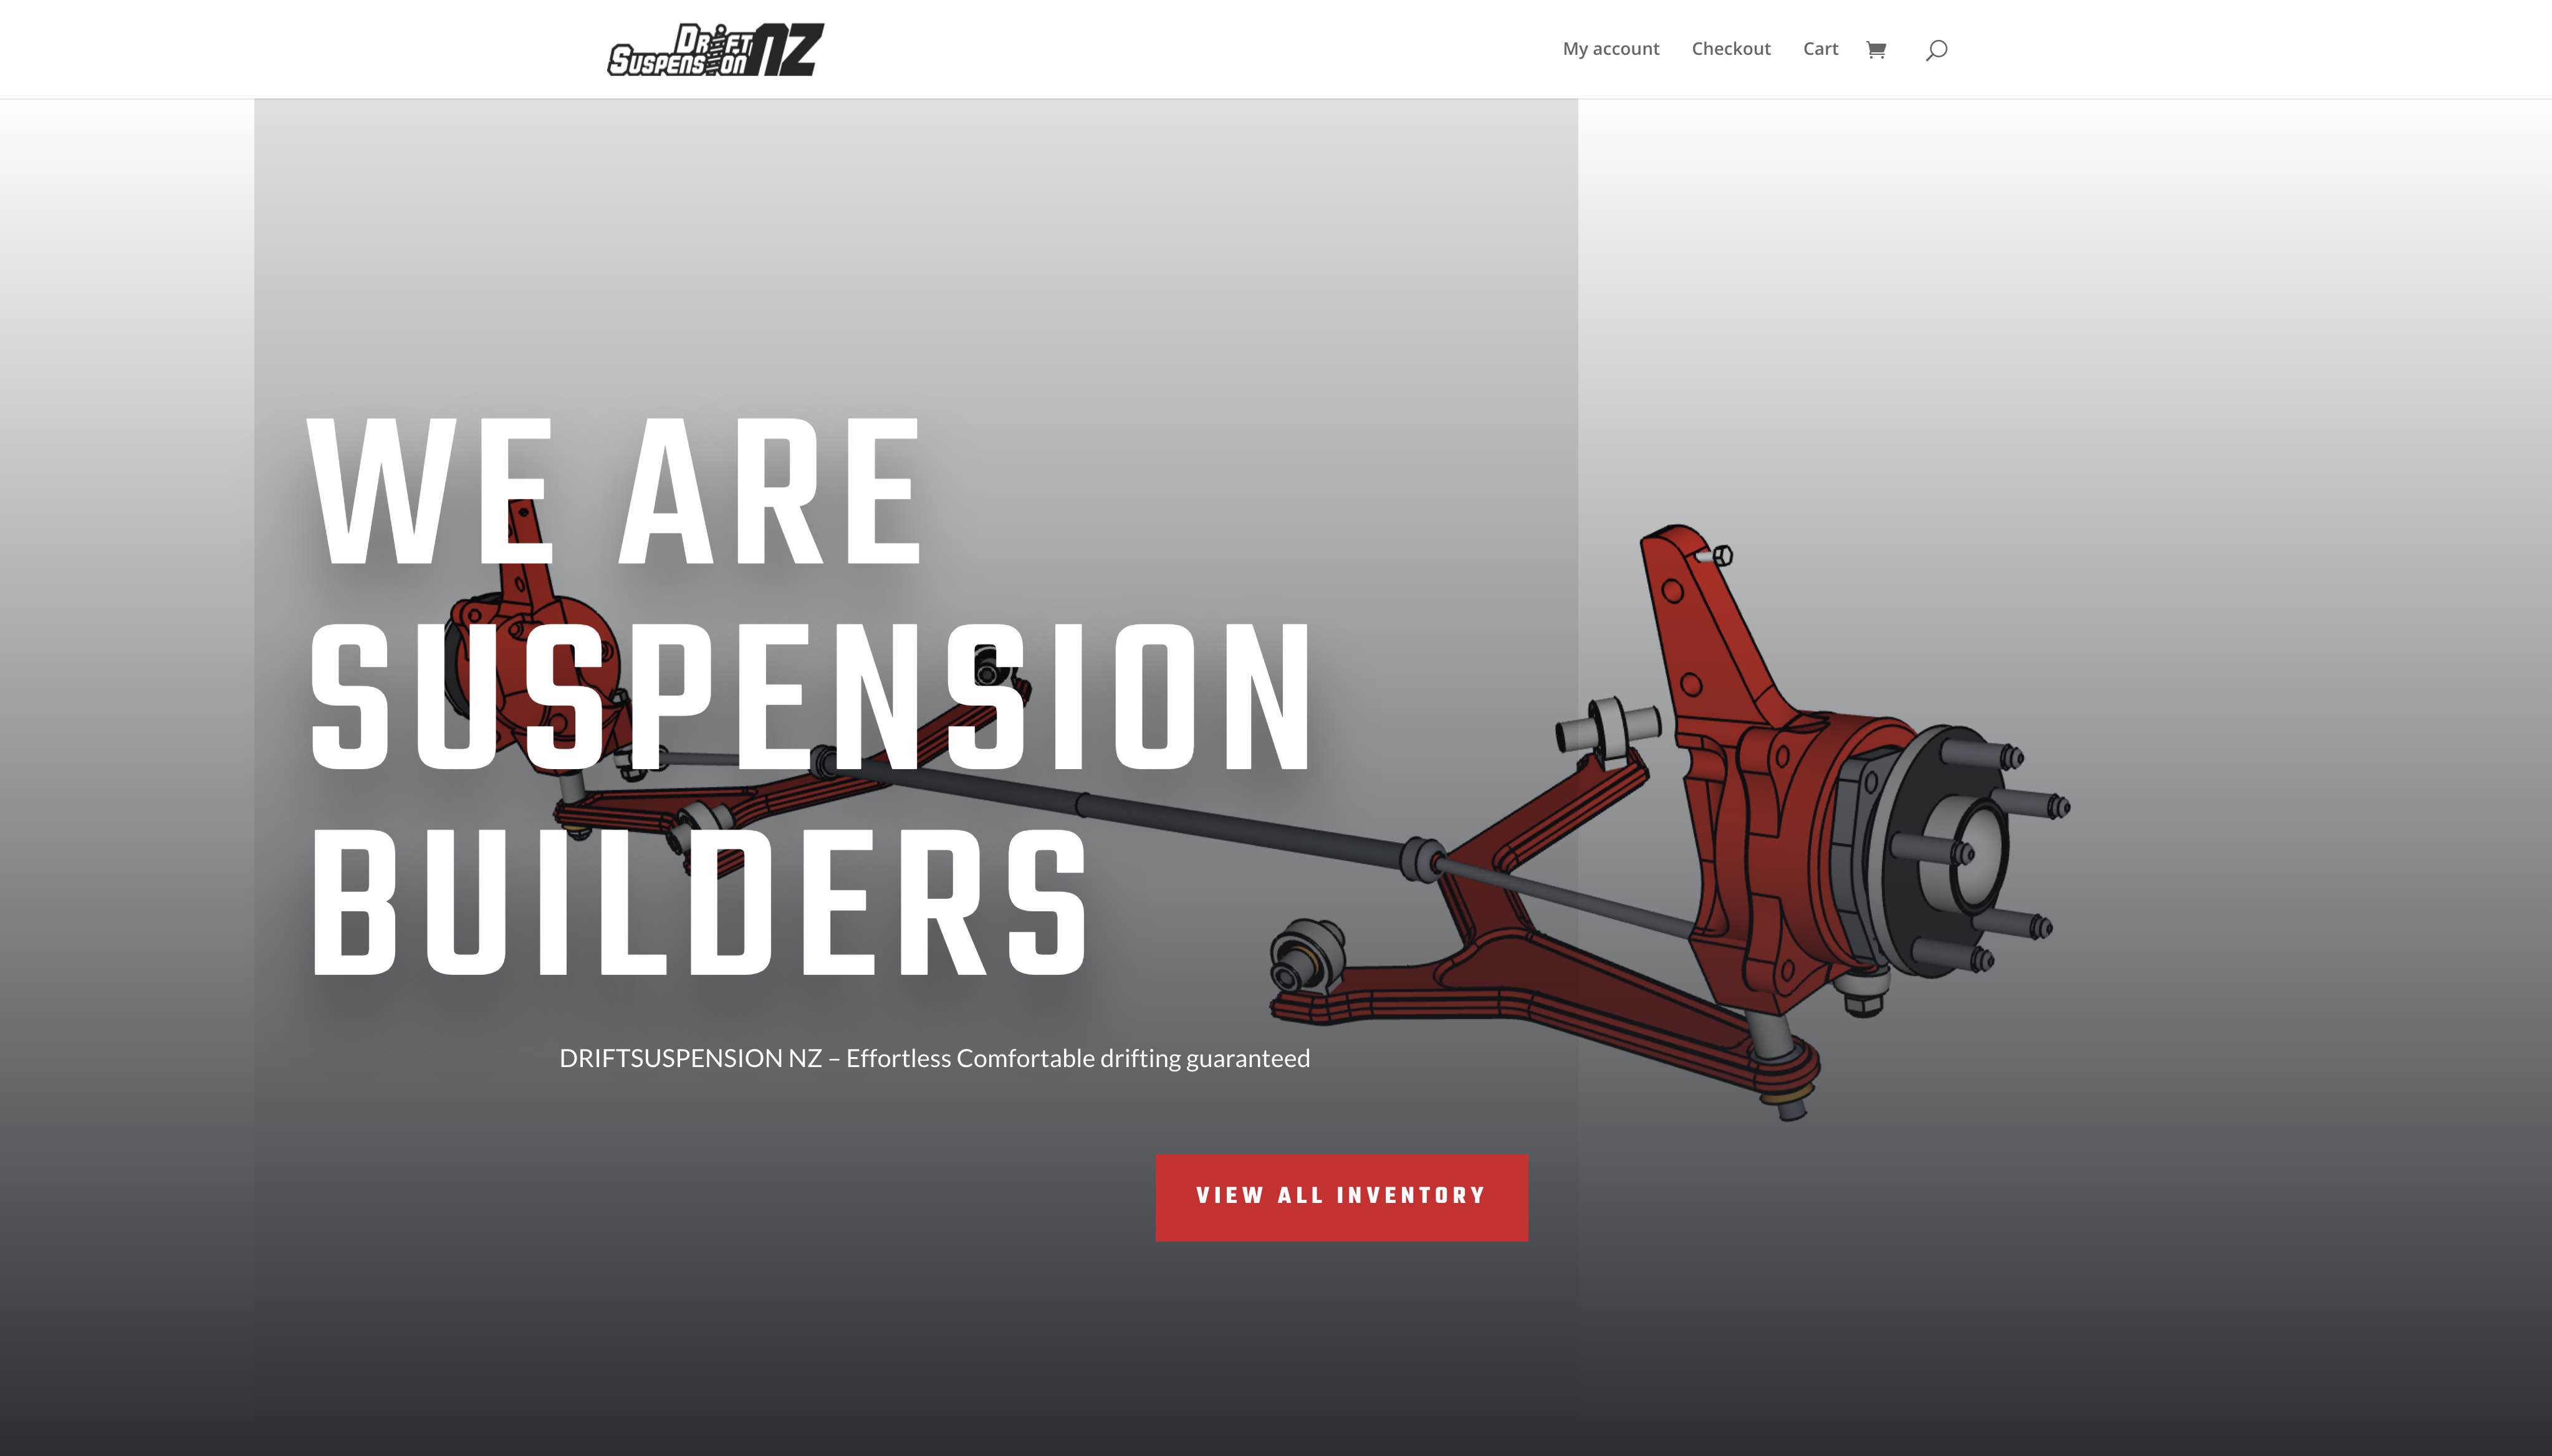 DRIFT
SUSPENSION NZ
My account
Checkout
Cart
WE ARE
SUSPENSION
BUILDERS
DRIFTSUSPENSION NZ – Effortless Comfortable drifting guaranteed
VIEW ALL INVENTORY